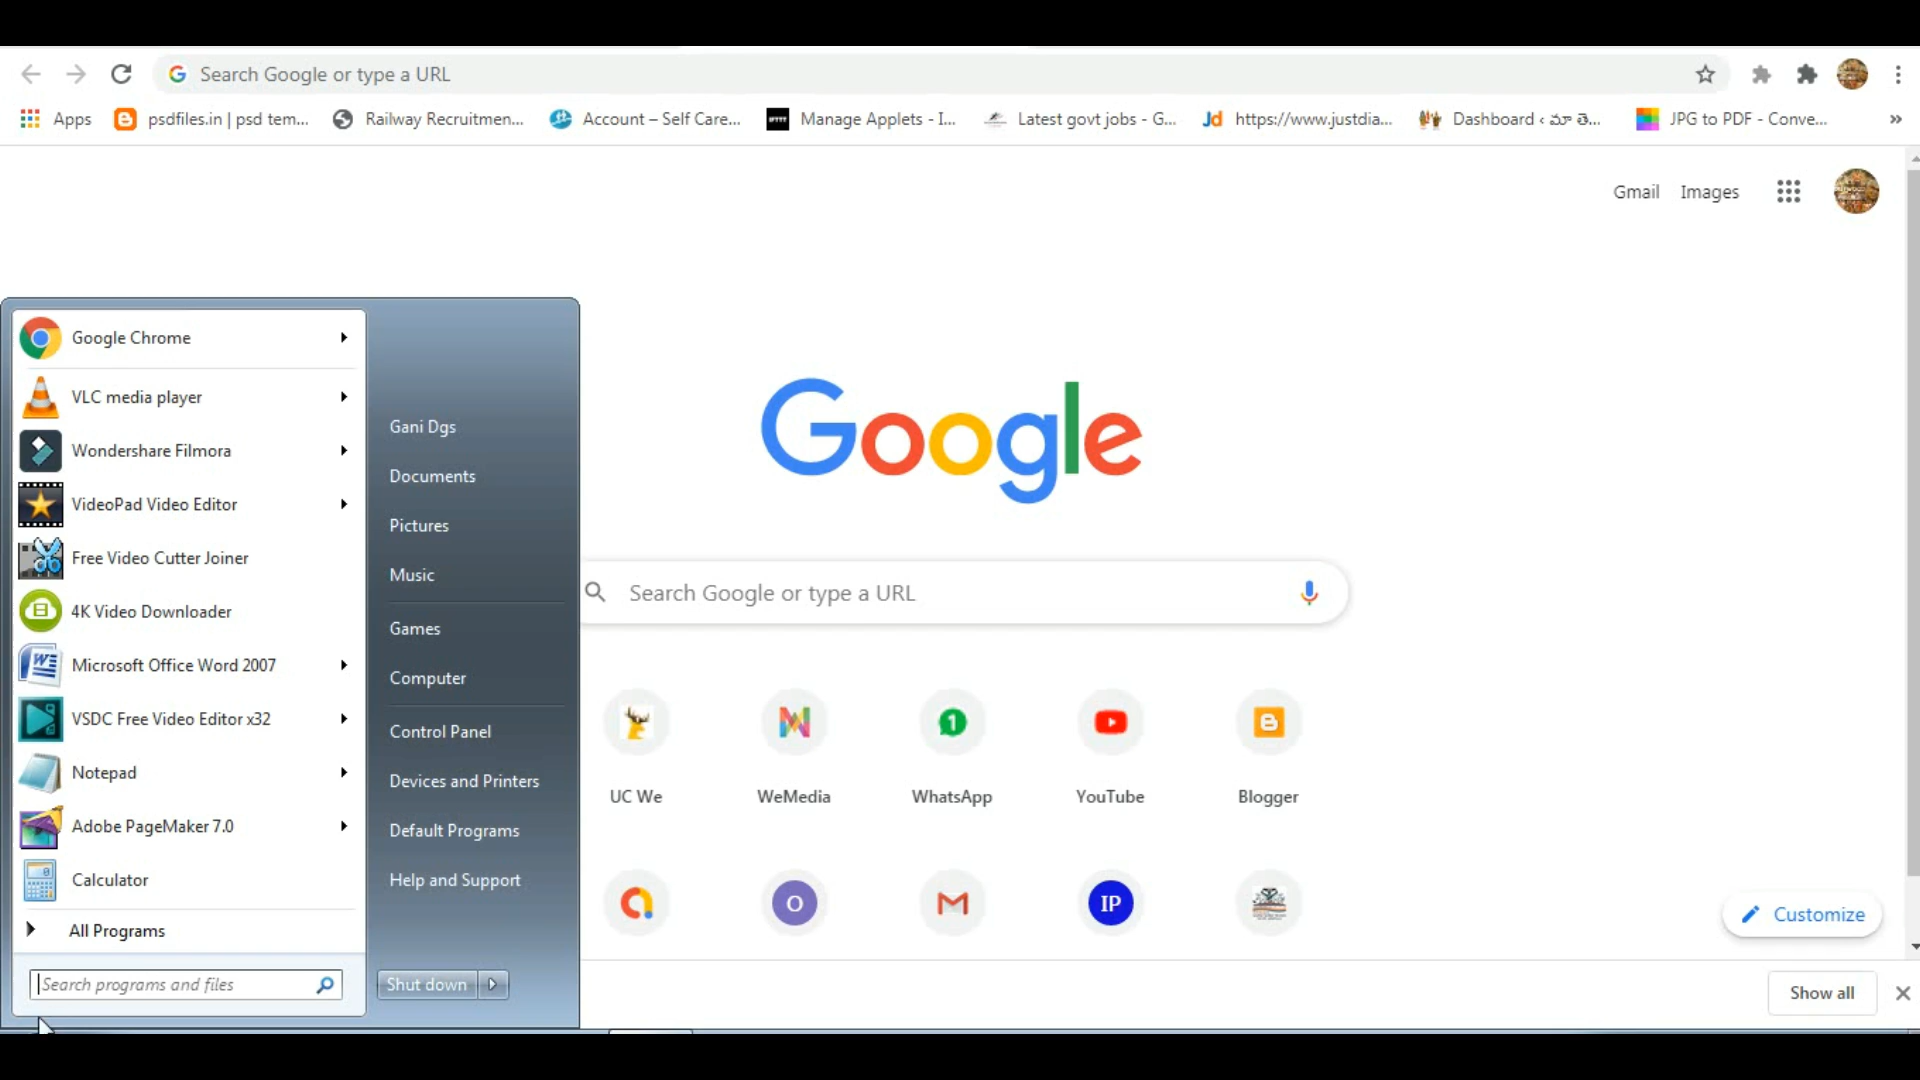 Search Google or type a URL
Apps
psdfiles.in | psd tem...
Railway Recruitmen...
Account – Self Care...
Manage Applets - I...
Latest govt jobs - G...
Jd https://www.justdia...
Dashboard ‹ మా తె...
JPG to PDF - Conve...
»
Gmail Images
Google
Search Google or type a URL
UC We
WeMedia
1
WhatsApp
YouTube
Blogger
O
IP
Customize
Show all
Google Chrome
VLC media player
Wondershare Filmora
VideoPad Video Editor
Free Video Cutter Joiner
4K Video Downloader
Microsoft Office Word 2007
VSDC Free Video Editor x32
Notepad
Adobe PageMaker 7.0
Calculator
All Programs
Search programs and files
Gani Dgs
Documents
Pictures
Music
Games
Computer
Control Panel
Devices and Printers
Default Programs
Help and Support
Shut down